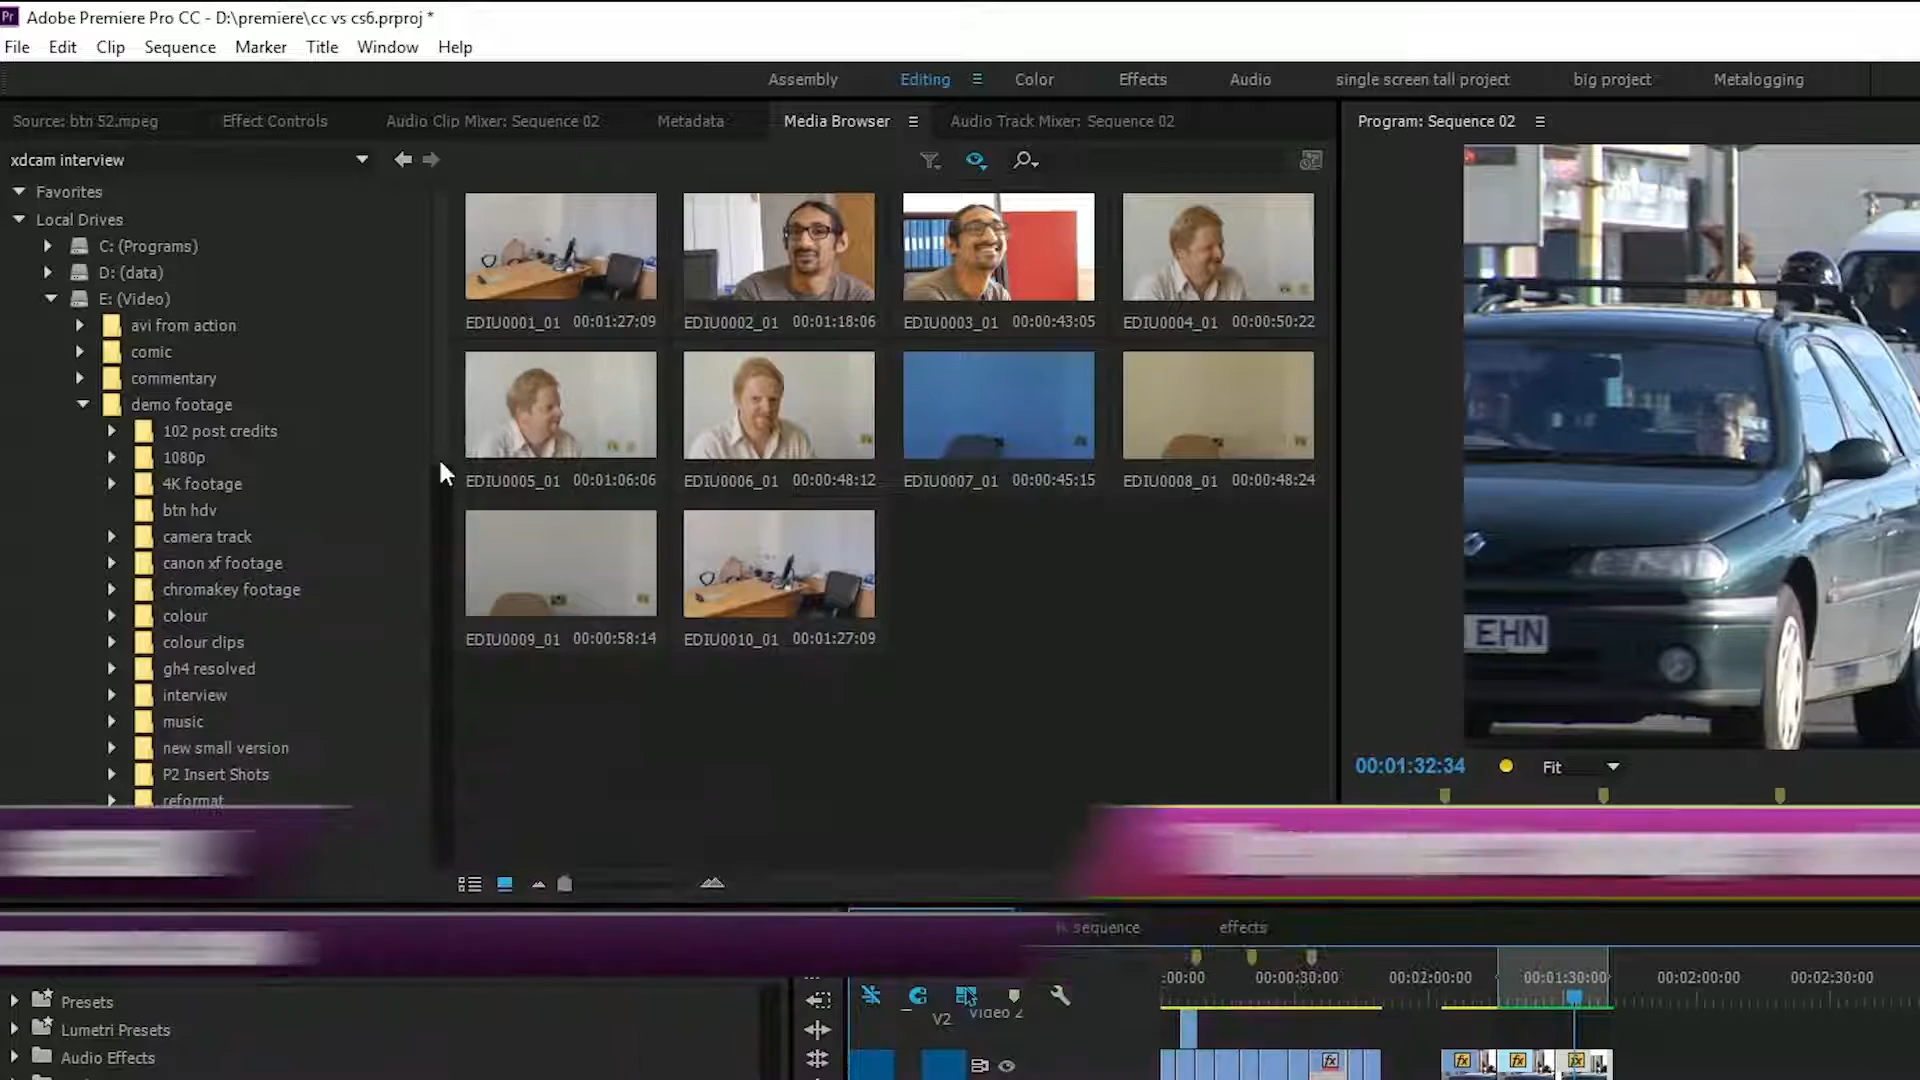 Pr Adobe Premiere Pro CC - D:\premiere\cc vs cs6.prproj *
File Edit Clip Sequence Marker Title Window Help
Assembly Editing Color Effects Audio single screen tall project big project Metalogging
Source: btn 52.mpeg Effect Controls Audio Clip Mixer: Sequence 02 Metadata Media Browser Audio Track Mixer: Sequence 02 Program: Sequence 02
xdcam interview
Favorites
Local Drives
C: (Programs)
D: (data)
E: (Video)
avi from action
comic
commentary
demo footage
102 post credits
1080p
4K footage
btn hdv
camera track
canon xf footage
chromakey footage
colour
colour clips
gh4 resolved
interview
music
new small version
P2 Insert Shots
reformat
EDIU0001_01 00:01:27:09 EDIU0002_01 00:01:18:06 EDIU0003_01 00:00:43:05 EDIU0004_01 00:00:50:22
EDIU0005_01 00:01:06:06 EDIU0006_01 00:00:48:12 EDIU0007_01 00:00:45:15 EDIU0008_01 00:00:48:24
EDIU0009_01 00:00:58:14 EDIU0010_01 00:01:27:09
EHN
00:01:32:34 Fit
sequence effects
:00:00 00:00:30:00 00:02:00:00 00:01:30:00 00:02:00:00 00:02:30:00
V2 Video 2
fx fx fx fx
Presets
Lumetri Presets
Audio Effects